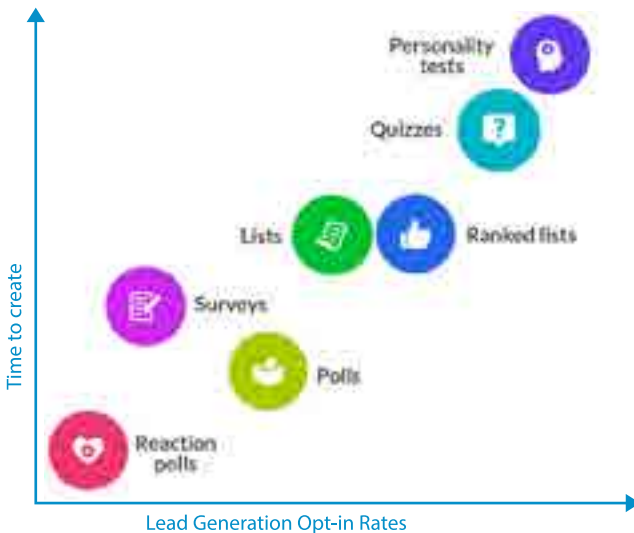 Personality
tests
Quizzes
?
Lists
Ranked lists
Surveys
Polls
Reaction
polls
Time to create
Lead Generation Opt-in Rates